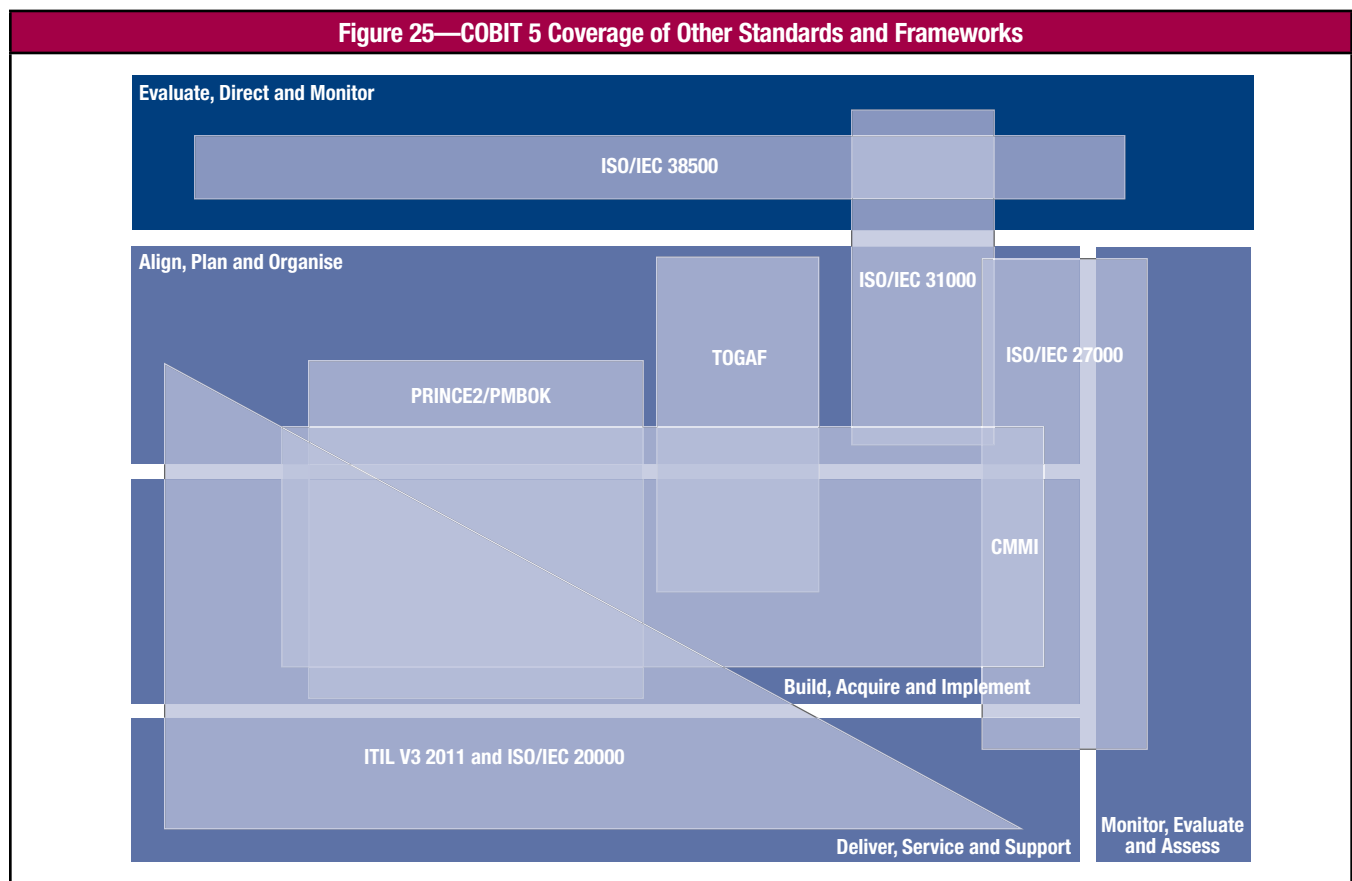 Figure 25—COBIT 5 Coverage of Other Standards and Frameworks
Evaluate, Direct and Monitor
ISO/IEC 38500
Align, Plan and Organise
ISO/IEC 31000
TOGAF
ISO/IEC 27000
PRINCE2/PMBOK
CMMI
Build, Acquire and Implement
ITIL V3 2011 and ISO/IEC 20000
Deliver, Service and Support
Monitor, Evaluate
and Assess